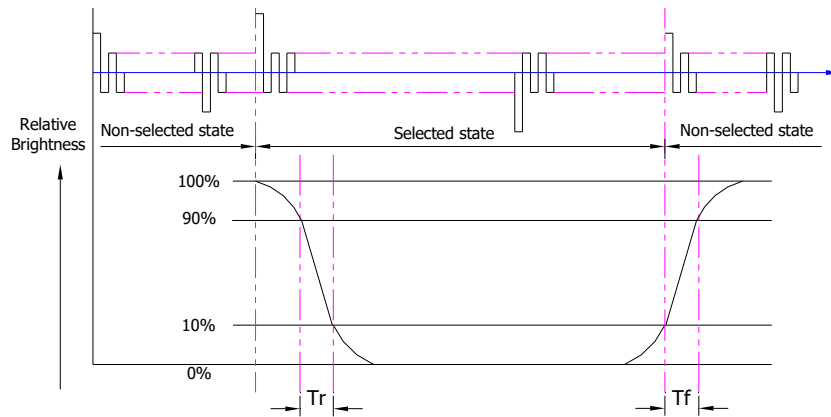 Non-selected state
Selected state
Non-selected state
Relative
Brightness
100%
90%
10%
0%
Tr
Tf